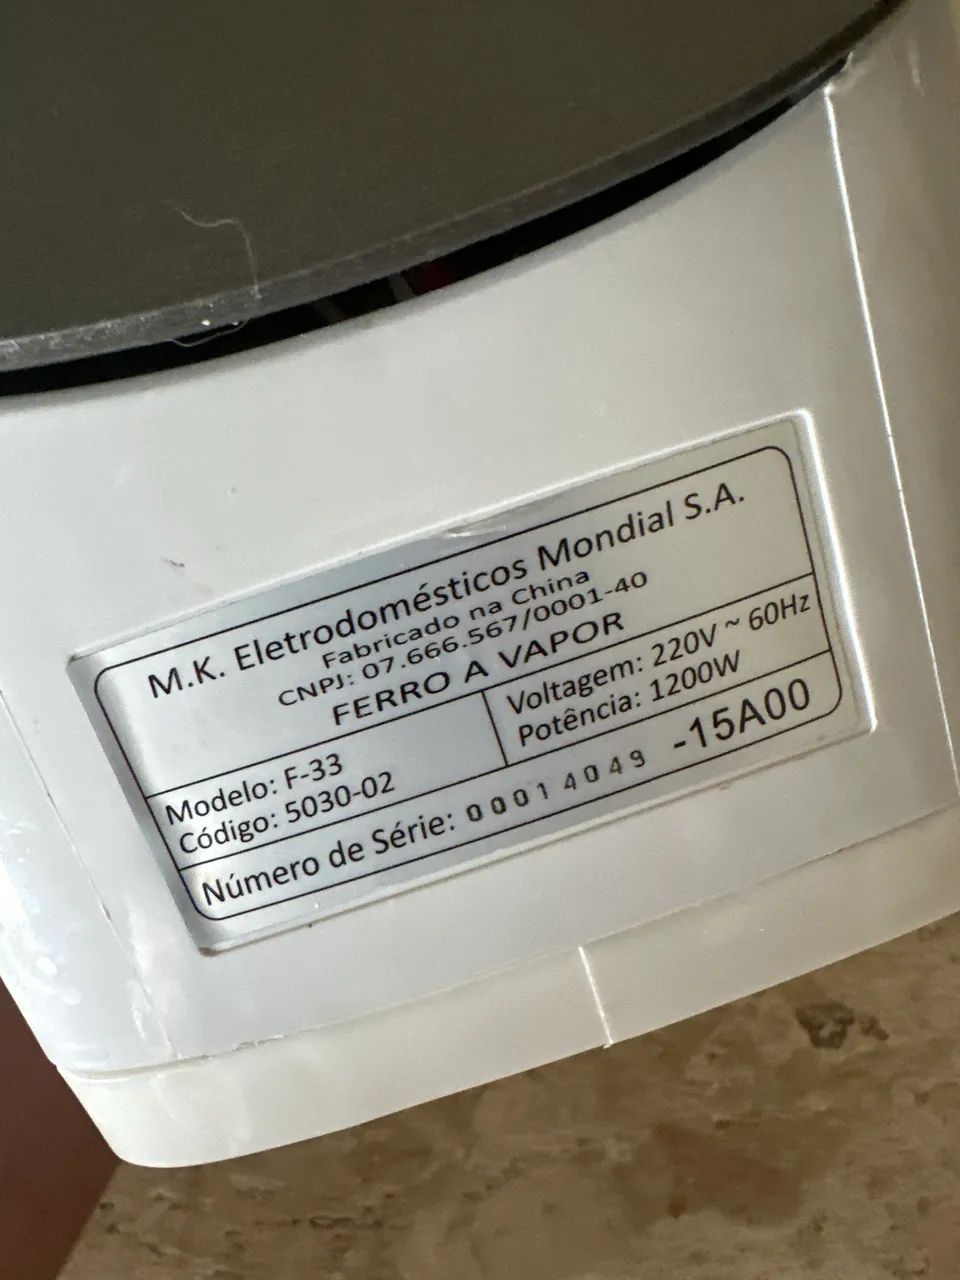 M.K. Eletrodomésticos Mondial S.A.
Fabricado na China
CNPJ: 07.666.567/0001-40
FERRO A VAPOR
Modelo: F-33
Código: 5030-02
Voltagem: 220V ~ 60Hz
Potência: 1200W
Número de Série: 00014049 -15A00